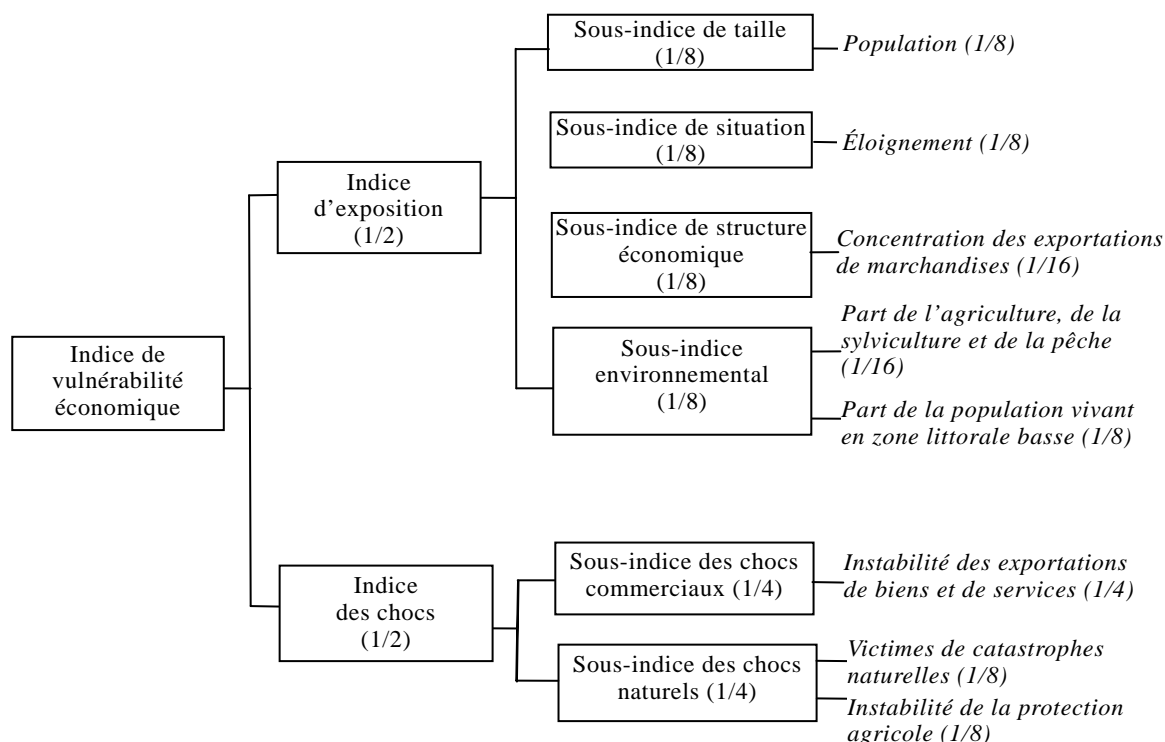 Sous-indice de taille
(1/8)
Population (1/8)
Sous-indice de situation
(1/8)
Éloignement (1/8)
Indice
d’exposition
(1/2)
Sous-indice de structure
économique
(1/8)
Concentration des exportations
de marchandises (1/16)
Part de l’agriculture, de la
sylviculture et de la pêche
(1/16)
Sous-indice
environnemental
(1/8)
Part de la population vivant
en zone littorale basse (1/8)
Indice de
vulnérabilité
économique
Indice
des chocs
(1/2)
Sous-indice des chocs
commerciaux (1/4)
Instabilité des exportations
de biens et de services (1/4)
Sous-indice des chocs
naturels (1/4)
Victimes de catastrophes
naturelles (1/8)
Instabilité de la protection
agricole (1/8)